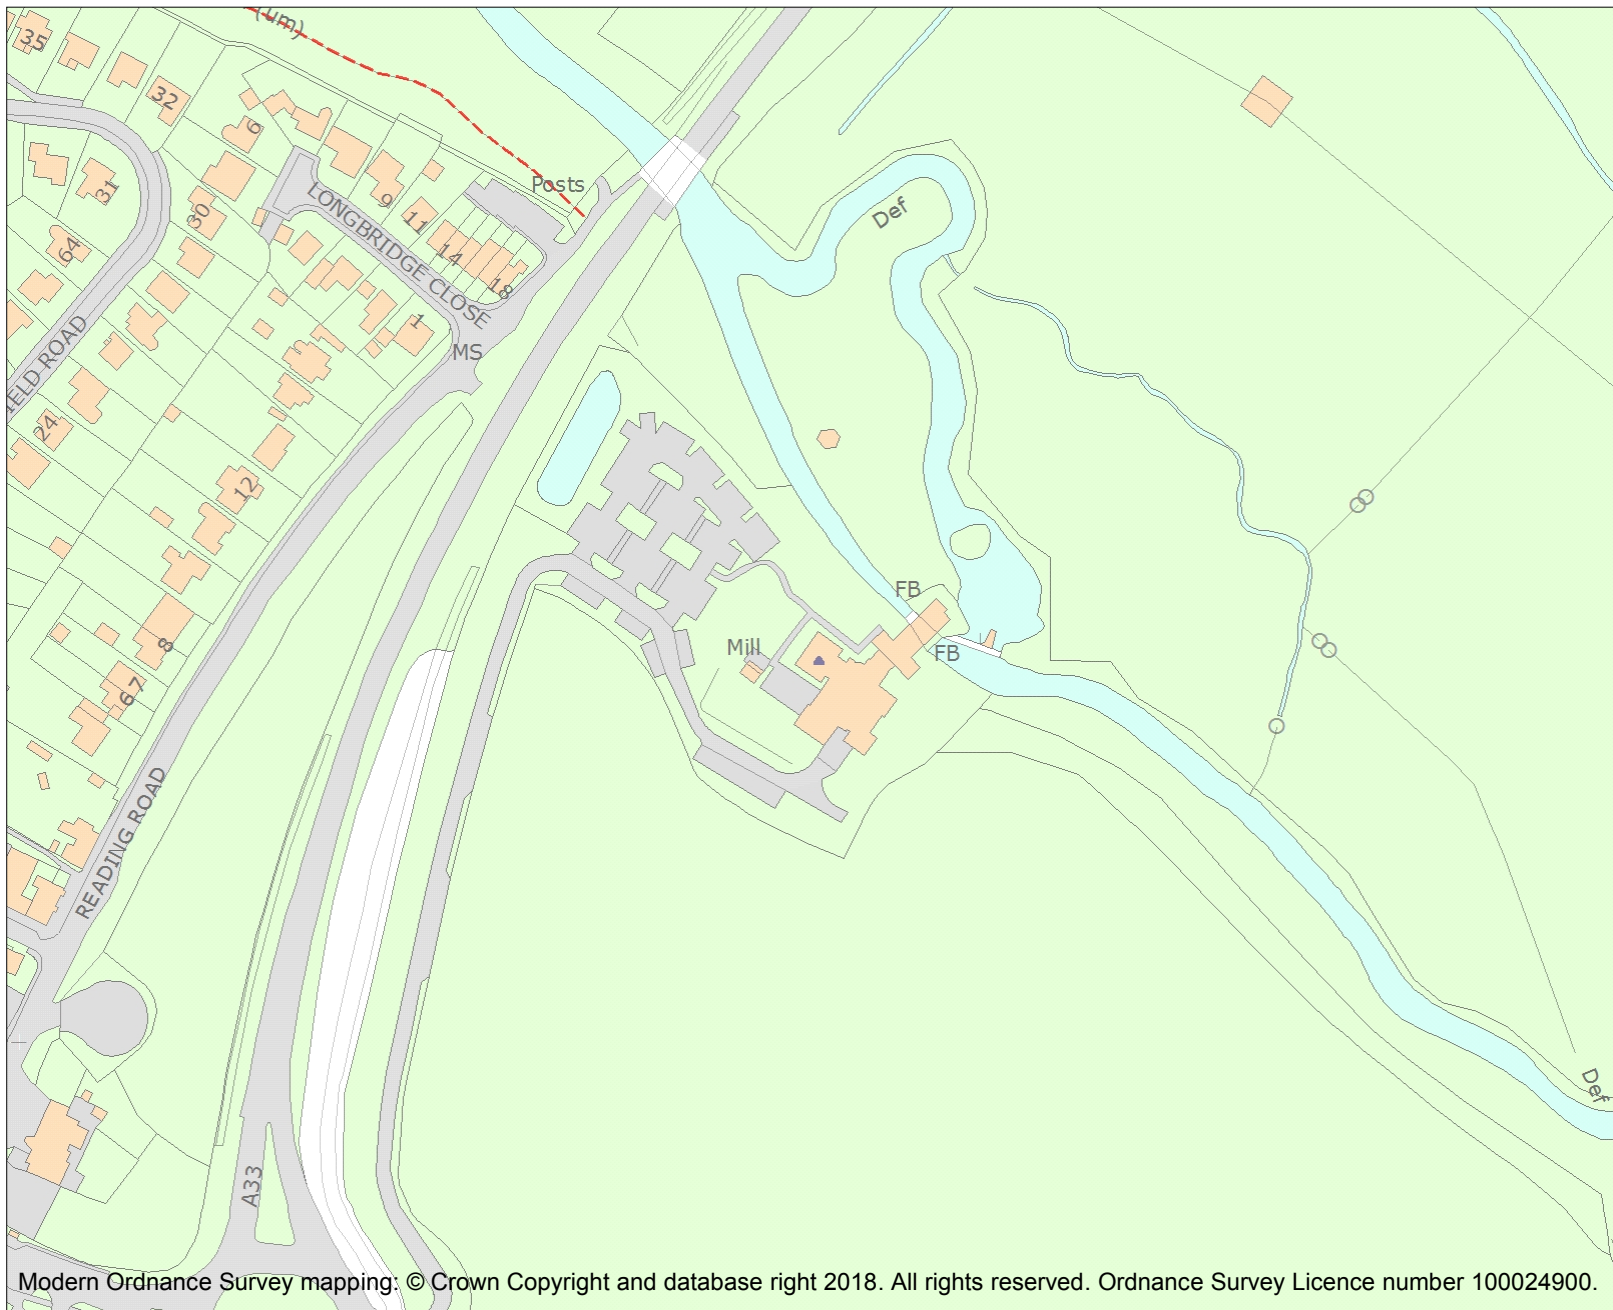 (um)
35
32
6
Posts
31
30
9
11
LONGBRIDGE CLOSE
14
18
64
1
MS
Def
24
12
FB
FB
Mill
8
7
6
READING ROAD
Def
A33
Modern Ordnance Survey mapping: © Crown Copyright and database right 2018. All rights reserved. Ordnance Survey Licence number 100024900.